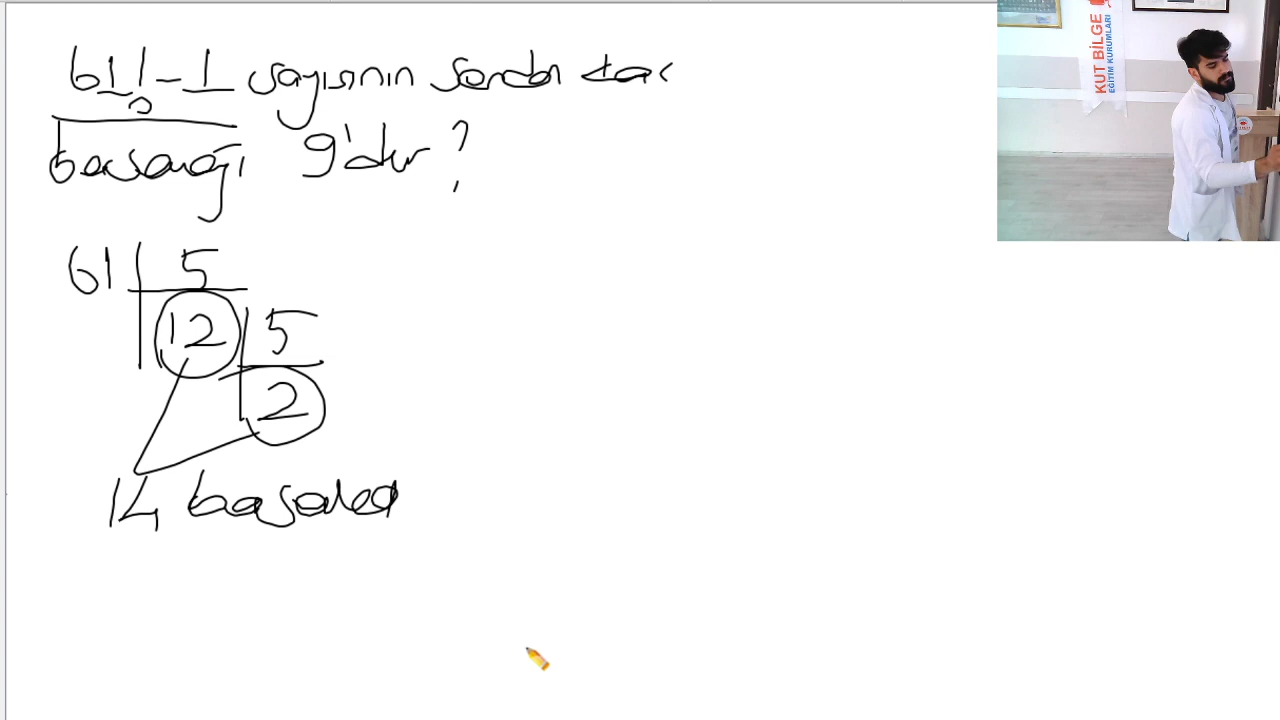 61!-1 sayısının sondan kaç
basamağı 9'dur?
61 5
12 5
2
14 basamak
KUT BİLGE
EĞİTİM KURUMLARI